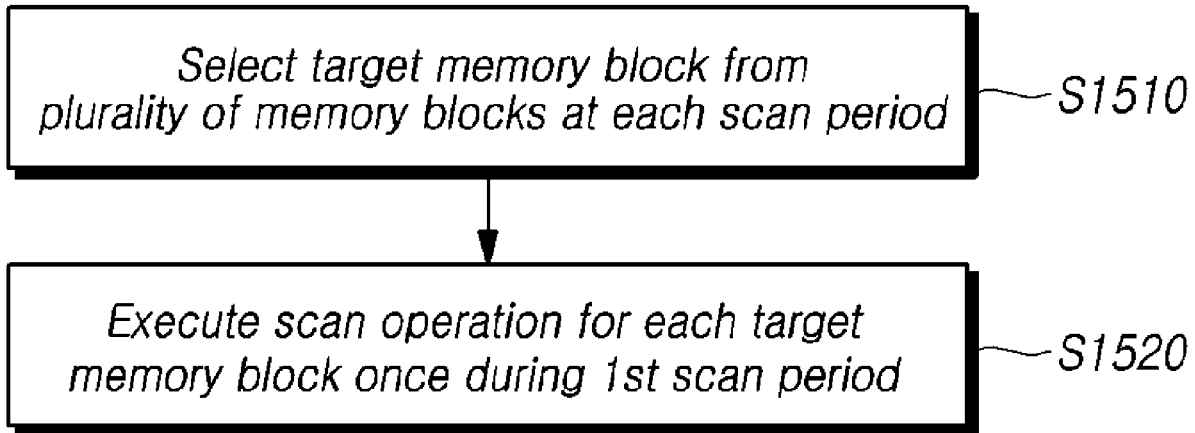 Select target memory block from
plurality of memory blocks at each scan period
S1510
Execute scan operation for each target
memory block once during 1st scan period
S1520